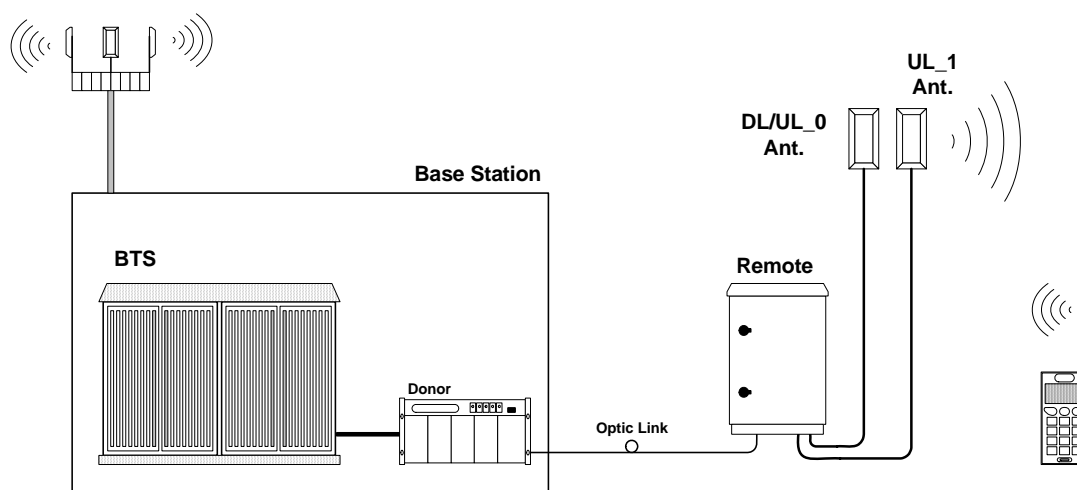 UL_1
Ant.
DL/UL_0
Ant.
Base Station
BTS
Remote
Donor
Optic Link